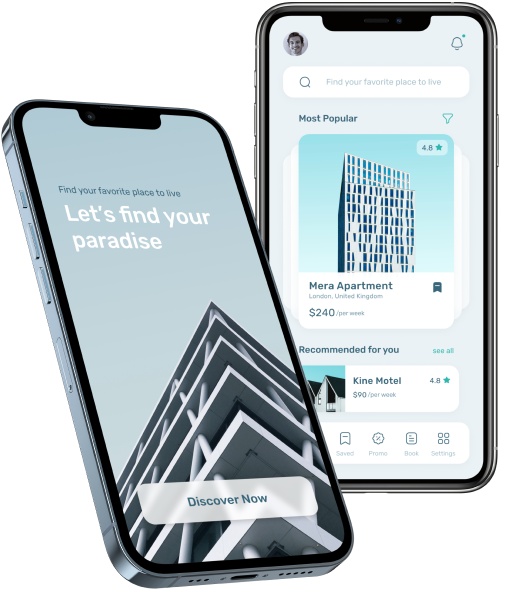 Find your favorite place to live
Let's find your
paradise
Discover Now
Find your favorite place to live
Most Popular
4.8
Mera Apartment
London, United Kingdom
$240 /per week
Recommended for you
see all
Kine Motel
4.8
$90 /per week
Saved
Promo
Book
Settings